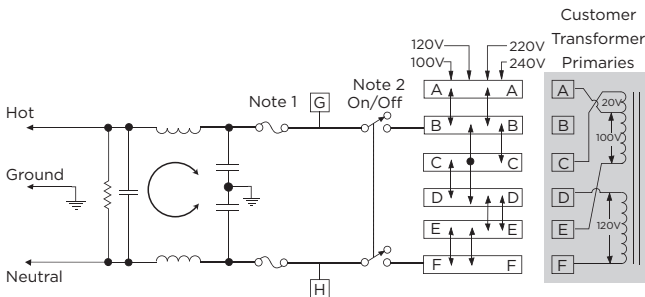 Customer
Transformer
Primaries
120V
220V
100V
240V
Note 1
G
Note 2
On/Off
A A
A
20V
Hot
B B
B
100V
C C
C
Ground
D D
D
E E
E
120V
Neutral
F F
F
H